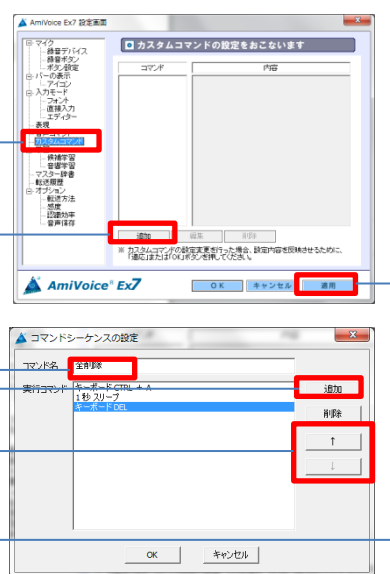 AmiVoice Ex7 設定画面
マイク
録音デバイス
録音ボタン
ボタン設定
バーの表示
アイコン
入力モード
フォント
直接入力
エディター
表現
カスタムコマンド
候補学習
音響学習
マスター辞書
転送履歴
オプション
転送方法
感度
認識効率
音声保存
カスタムコマンドの設定をおこないます
コマンド
内容
追加
編集
削除
※ カスタムコマンドの設定変更を行った場合、設定内容を反映させるために、
「適応」または「OK」ボタンを押してください。
AmiVoice® Ex7
OK
キャンセル
適用
コマンドシーケンスの設定
コマンド名
全削除
実行コマンド
キーボード CTRL + A
1秒 スリープ
キーボード DEL
追加
削除
↑
↓
OK
キャンセル